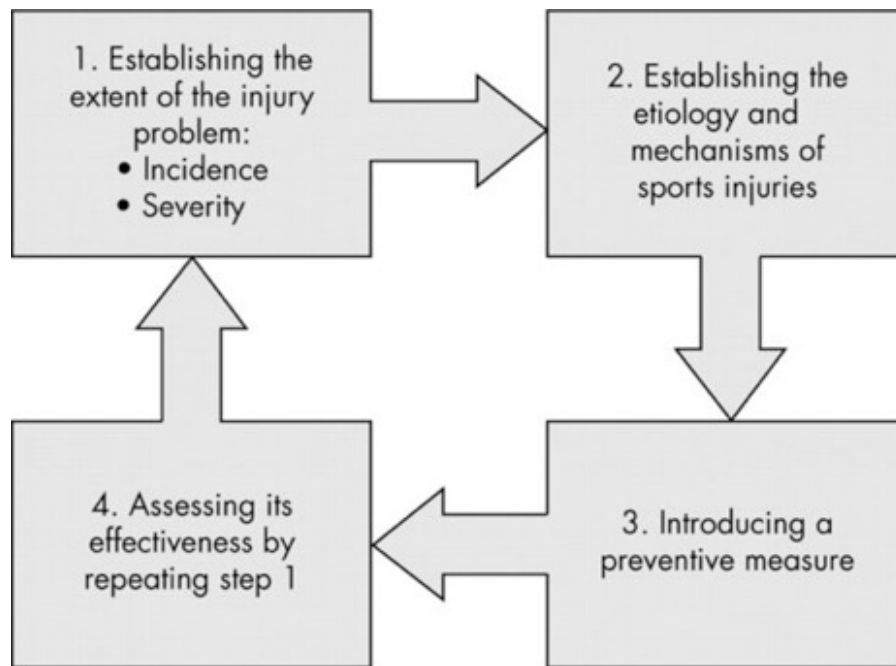 1. Establishing the
extent of the injury
problem:
• Incidence
• Severity
2. Establishing the
etiology and
mechanisms of
sports injuries
4. Assessing its
effectiveness by
repeating step 1
3. Introducing a
preventive measure